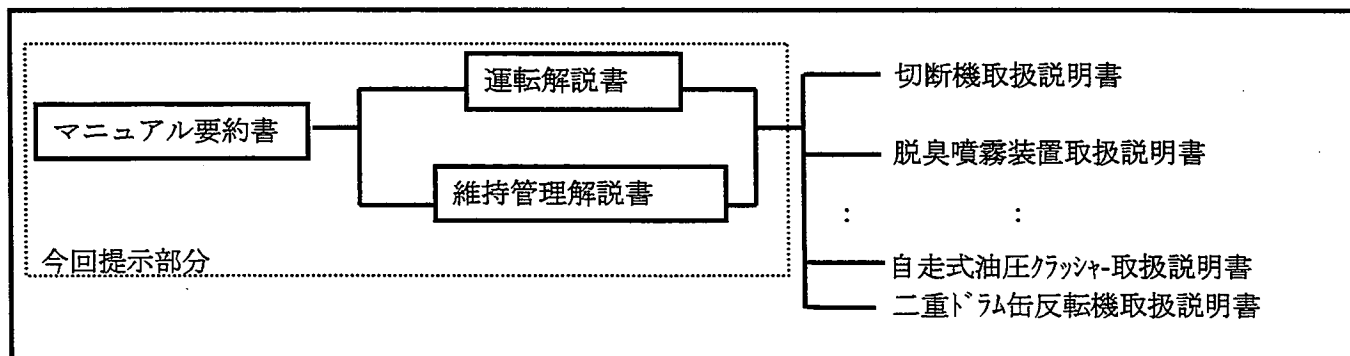 運転解説書
切断機取扱説明書
マニュアル要約書
脱臭噴霧装置取扱説明書
維持管理解説書
:　　　　　:
今回提示部分
自走式油圧ｸﾗｯｼｬｰ取扱説明書
二重ﾄﾞﾗﾑ缶反転機取扱説明書